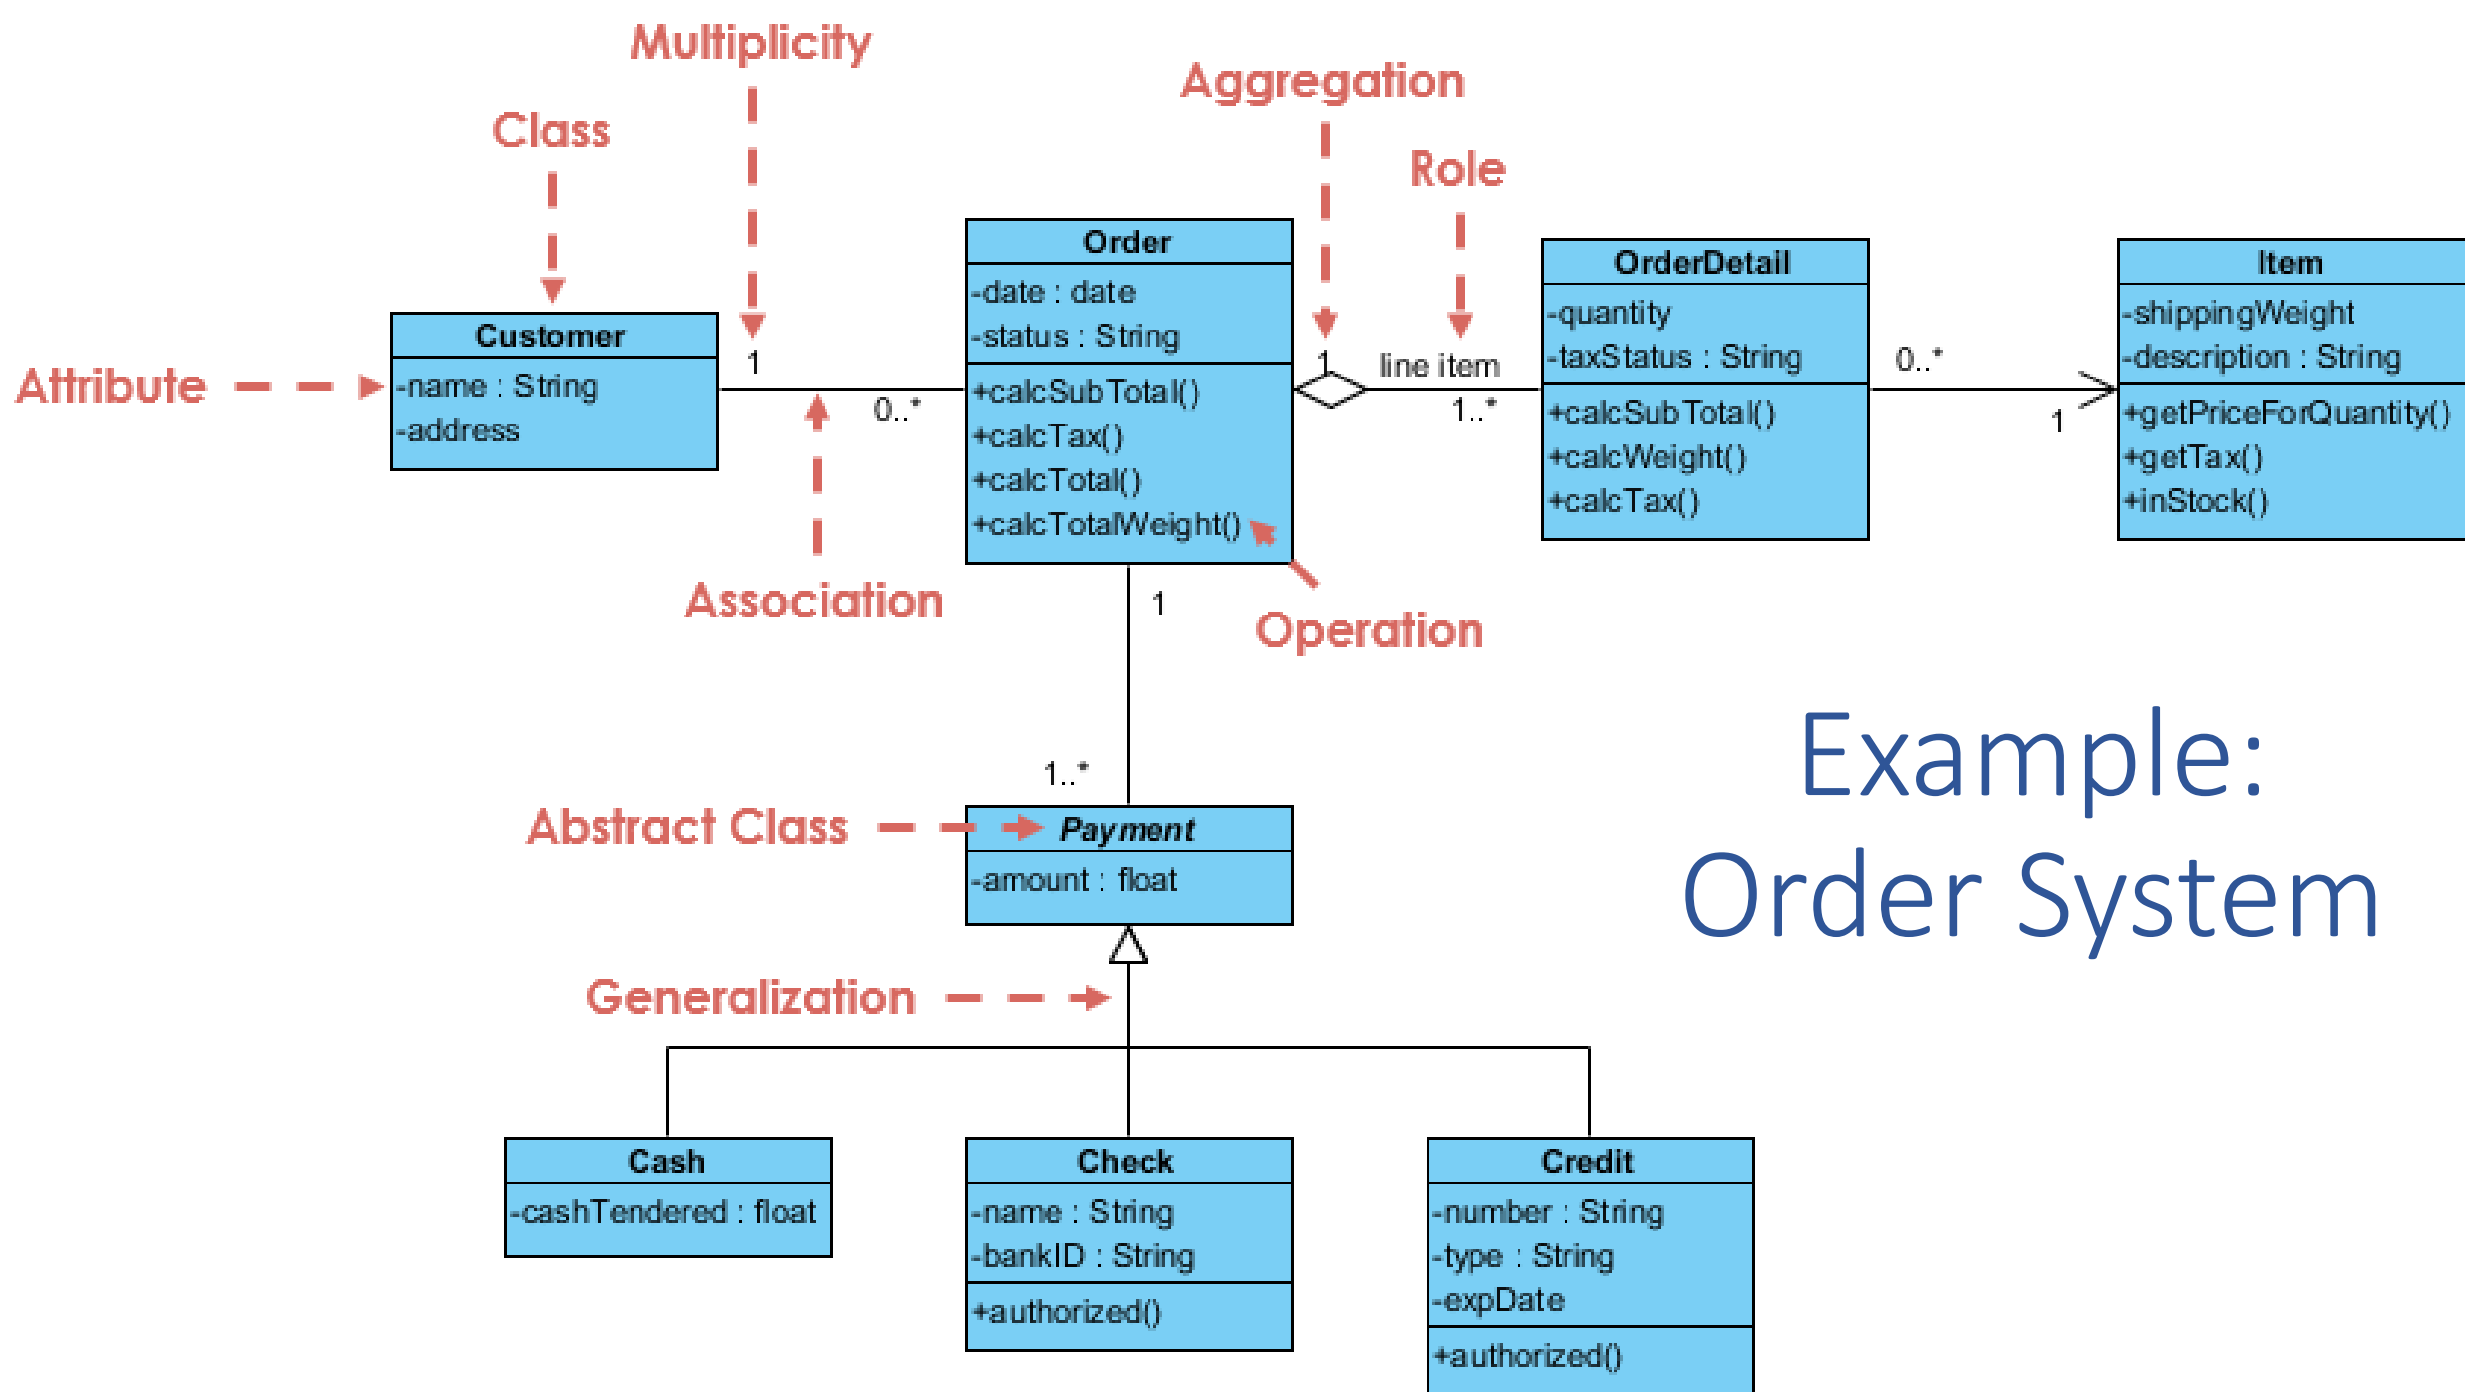 Multiplicity
Aggregation
Class
Role
Attribute
Customer
-name : String
-address
1
0..*
Association
Order
-date : date
-status : String
+calcSubTotal()
+calcTax()
+calcTotal()
+calcTotalWeight()
Operation
1
line item
1..*
OrderDetail
-quantity
-taxStatus : String
+calcSubTotal()
+calcWeight()
+calcTax()
0..*
1
Item
-shippingWeight
-description : String
+getPriceForQuantity()
+getTax()
+inStock()
1
1..*
Abstract Class
Payment
-amount : float
Generalization
Example:
Order System
Cash
-cashTendered : float
Check
-name : String
-bankID : String
+authorized()
Credit
-number : String
-type : String
-expDate
+authorized()